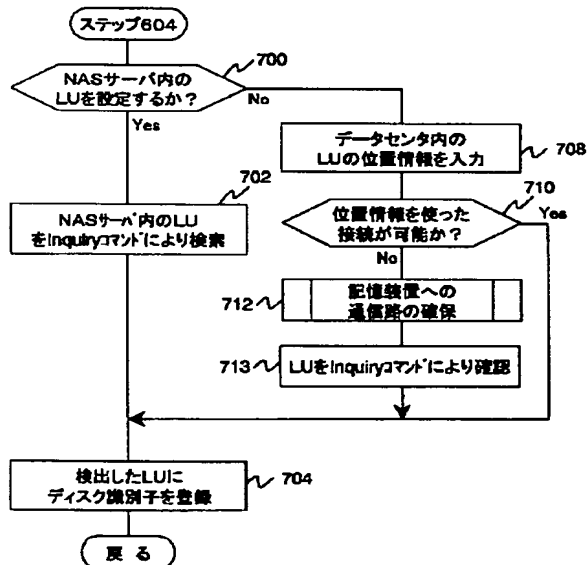 ステップ604
700
NASサーバ内の
LUを設定するか?
No
Yes
データセンタ内の
LUの位置情報を入力
708
702
710
NASサーバ内のLU
をInquiryコマンドにより検索
位置情報を使った
接続が可能か?
Yes
No
712
記憶装置への
通信路の確保
713
LUをInquiryコマンドにより確認
検出したLUに
ディスク識別子を登録
704
戻る